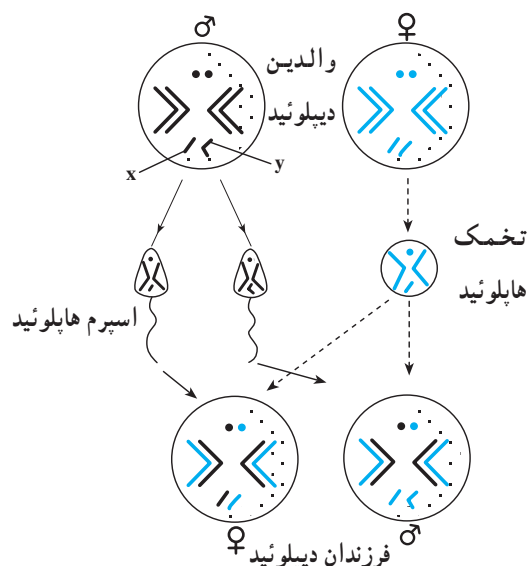 ♂
♀
والدین
دیپلوئید
x
y
تخمک
هاپلوئید
اسپرم هاپلوئید
♀
♂
فرزندان دیپلوئید